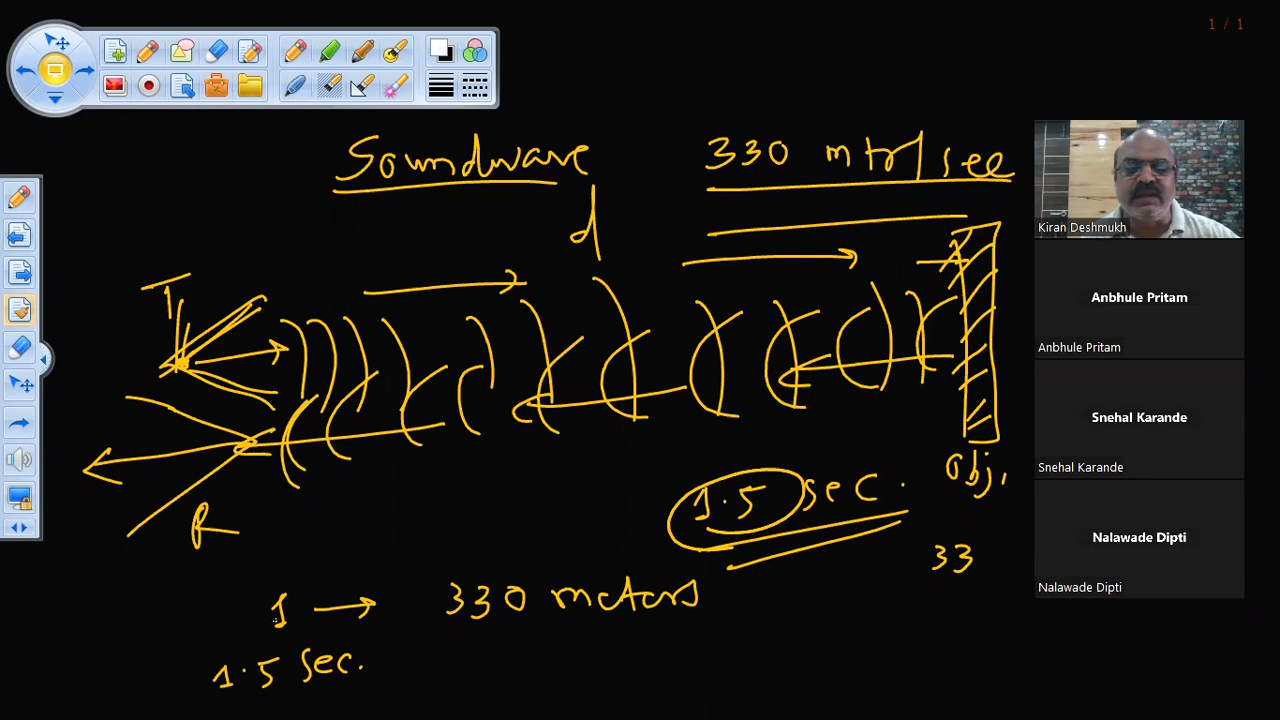 1 / 1
Soundwave
330 mtr/sec
d
T
Kiran Deshmukh
Anbhule Pritam
Anbhule Pritam
Snehal Karande
Snehal Karande
Nalawade Dipti
Nalawade Dipti
obj,
1.5 sec.
R
33
1 → 330 meters
1.5 sec.